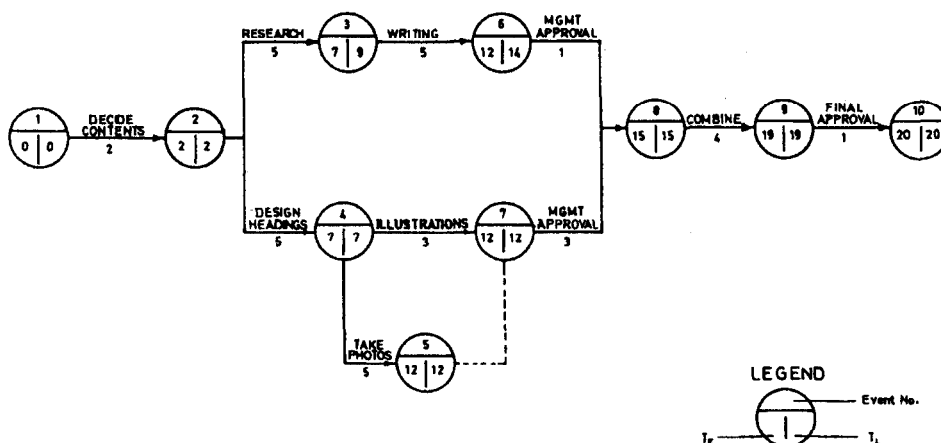 RESEARCH
5
3
7 9
WRITING
5
6
12 14
MGMT
APPROVAL
1
1
0 0
DECIDE
CONTENTS
2
2
2 2
8
15 15
COMBINE
4
9
19 19
FINAL
APPROVAL
1
10
20 20
DESIGN
HEADINGS
5
4
7 7
ILLUSTRATIONS
3
7
12 12
MGMT
APPROVAL
3
TAKE
PHOTOS
5
5
12 12
LEGEND
Event No.